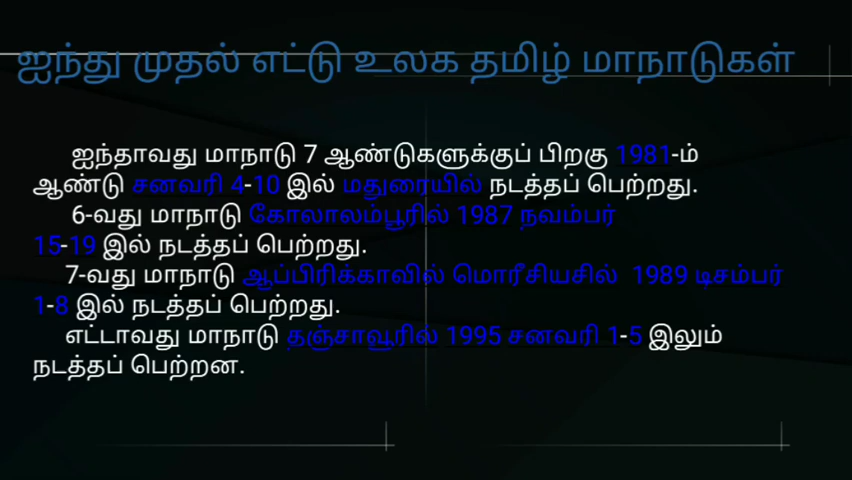 ஐந்து முதல் எட்டு உலக தமிழ் மாநாடுகள்
ஐந்தாவது மாநாடு 7 ஆண்டுகளுக்குப் பிறகு 1981-ம்
ஆண்டு சனவரி 4-10 இல் மதுரையில் நடத்தப் பெற்றது.
6-வது மாநாடு கோலாலம்பூரில் 1987 நவம்பர்
15-19 இல் நடத்தப் பெற்றது.
7-வது மாநாடு ஆப்பிரிக்காவில் மொரீசியசில் 1989 டிசம்பர்
1-8 இல் நடத்தப் பெற்றது.
எட்டாவது மாநாடு தஞ்சாவூரில் 1995 சனவரி 1-5 இலும்
நடத்தப் பெற்றன.